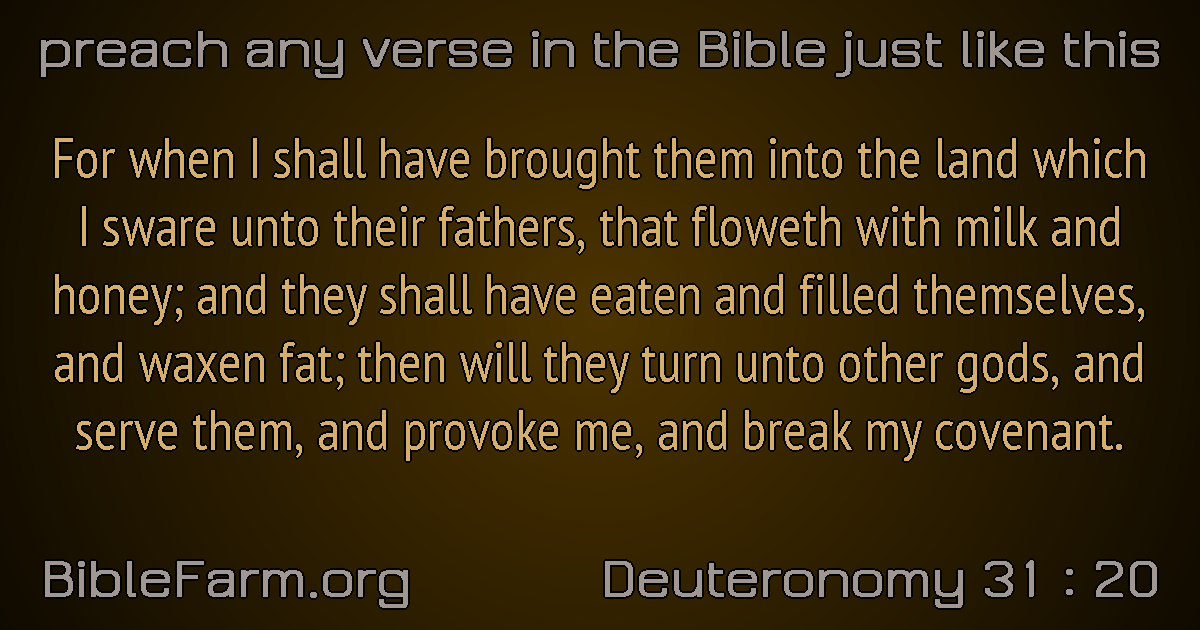 preach any verse in the Bible just like this
For when I shall have brought them into the land which
I sware unto their fathers, that floweth with milk and
honey; and they shall have eaten and filled themselves,
and waxen fat; then will they turn unto other gods, and
serve them, and provoke me, and break my covenant.
BibleFarm.org
Deuteronomy 31 : 20